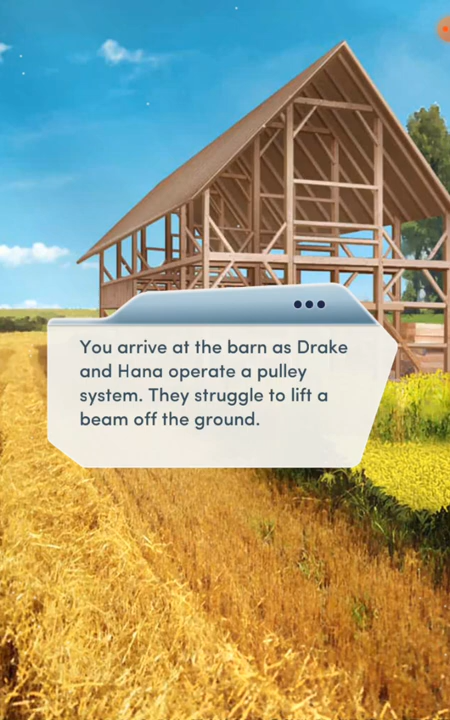 You arrive at the barn as Drake
and Hana operate a pulley
system. They struggle to lift a
beam off the ground.